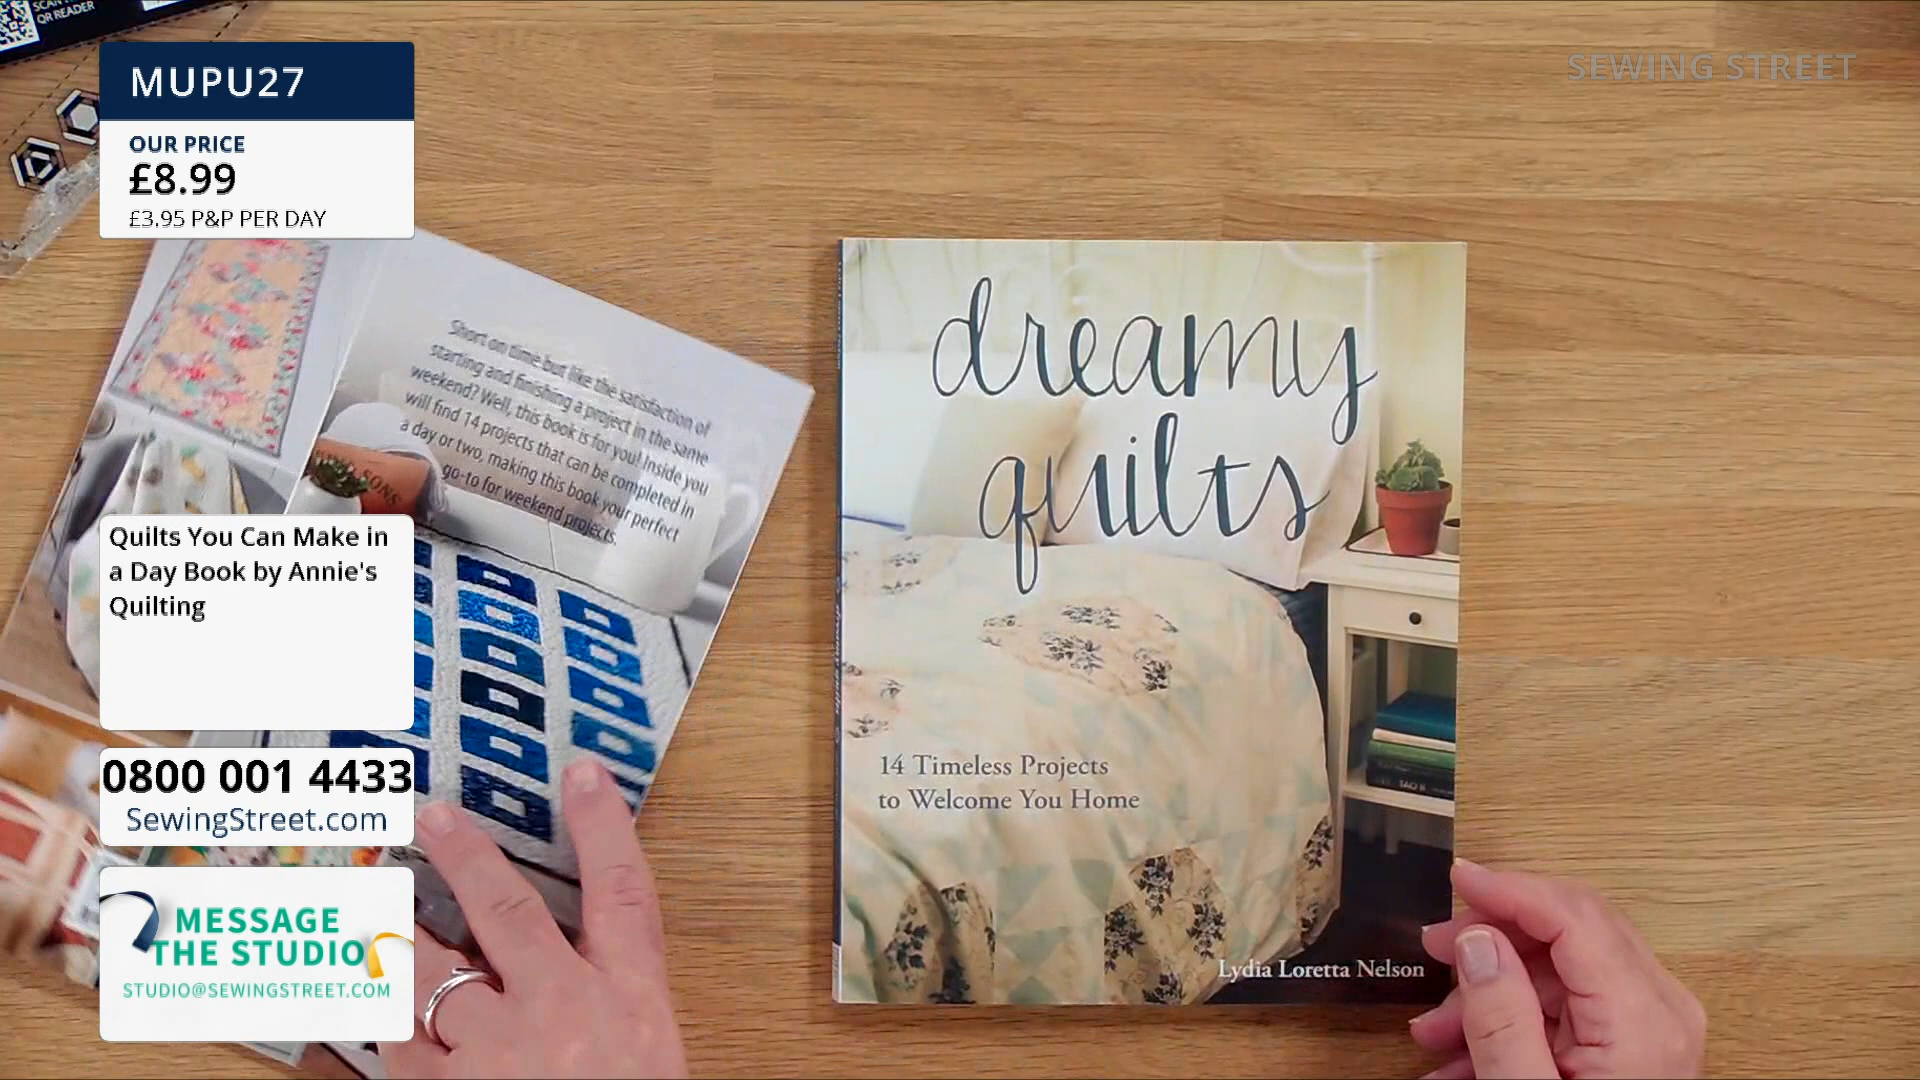 SCAN
QR READER
MUPU27
OUR PRICE
£8.99
£3.95 P&P PER DAY
SEWING STREET
Short on time but like the satisfaction of
starting and finishing a project in the same
weekend? Well, this book is for you! Inside you
will find 14 projects that can be completed in
a day or two, making this book your perfect
go-to for weekend projects.
Quilts You Can Make in
a Day Book by Annie's
Quilting
0800 001 4433
SewingStreet.com
MESSAGE
THE STUDIO
STUDIO@SEWINGSTREET.COM
dreamy
quilts
14 Timeless Projects
to Welcome You Home
Lydia Loretta Nelson